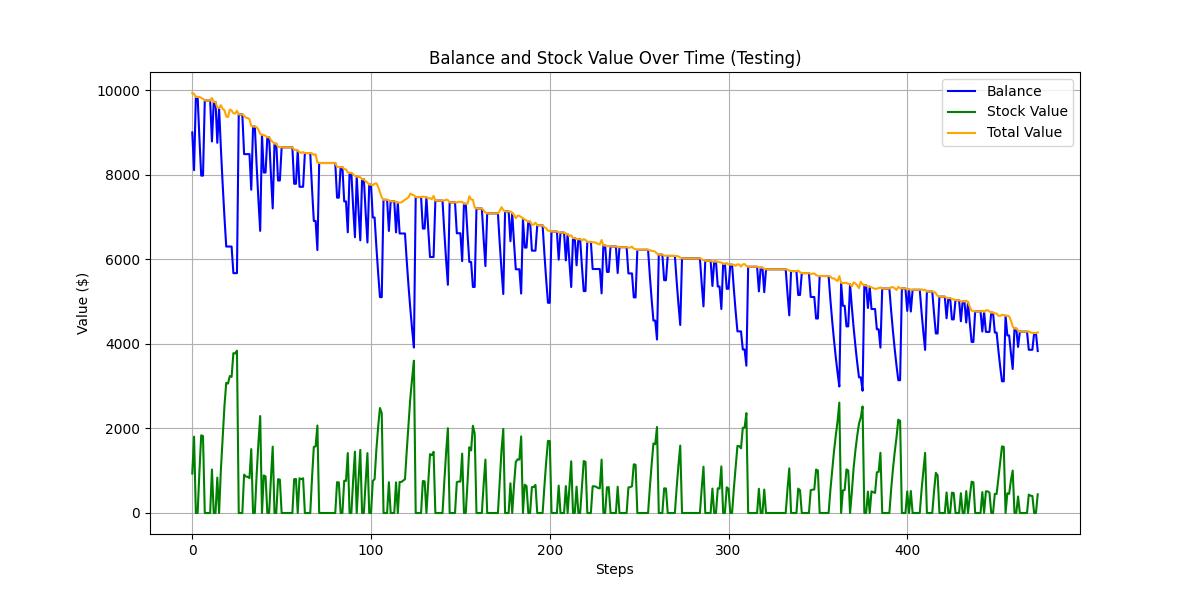 Balance and Stock Value Over Time (Testing)
Balance
Stock Value
Total Value
Value ($)
10000
8000
6000
4000
2000
0
0 100 200 300 400
Steps